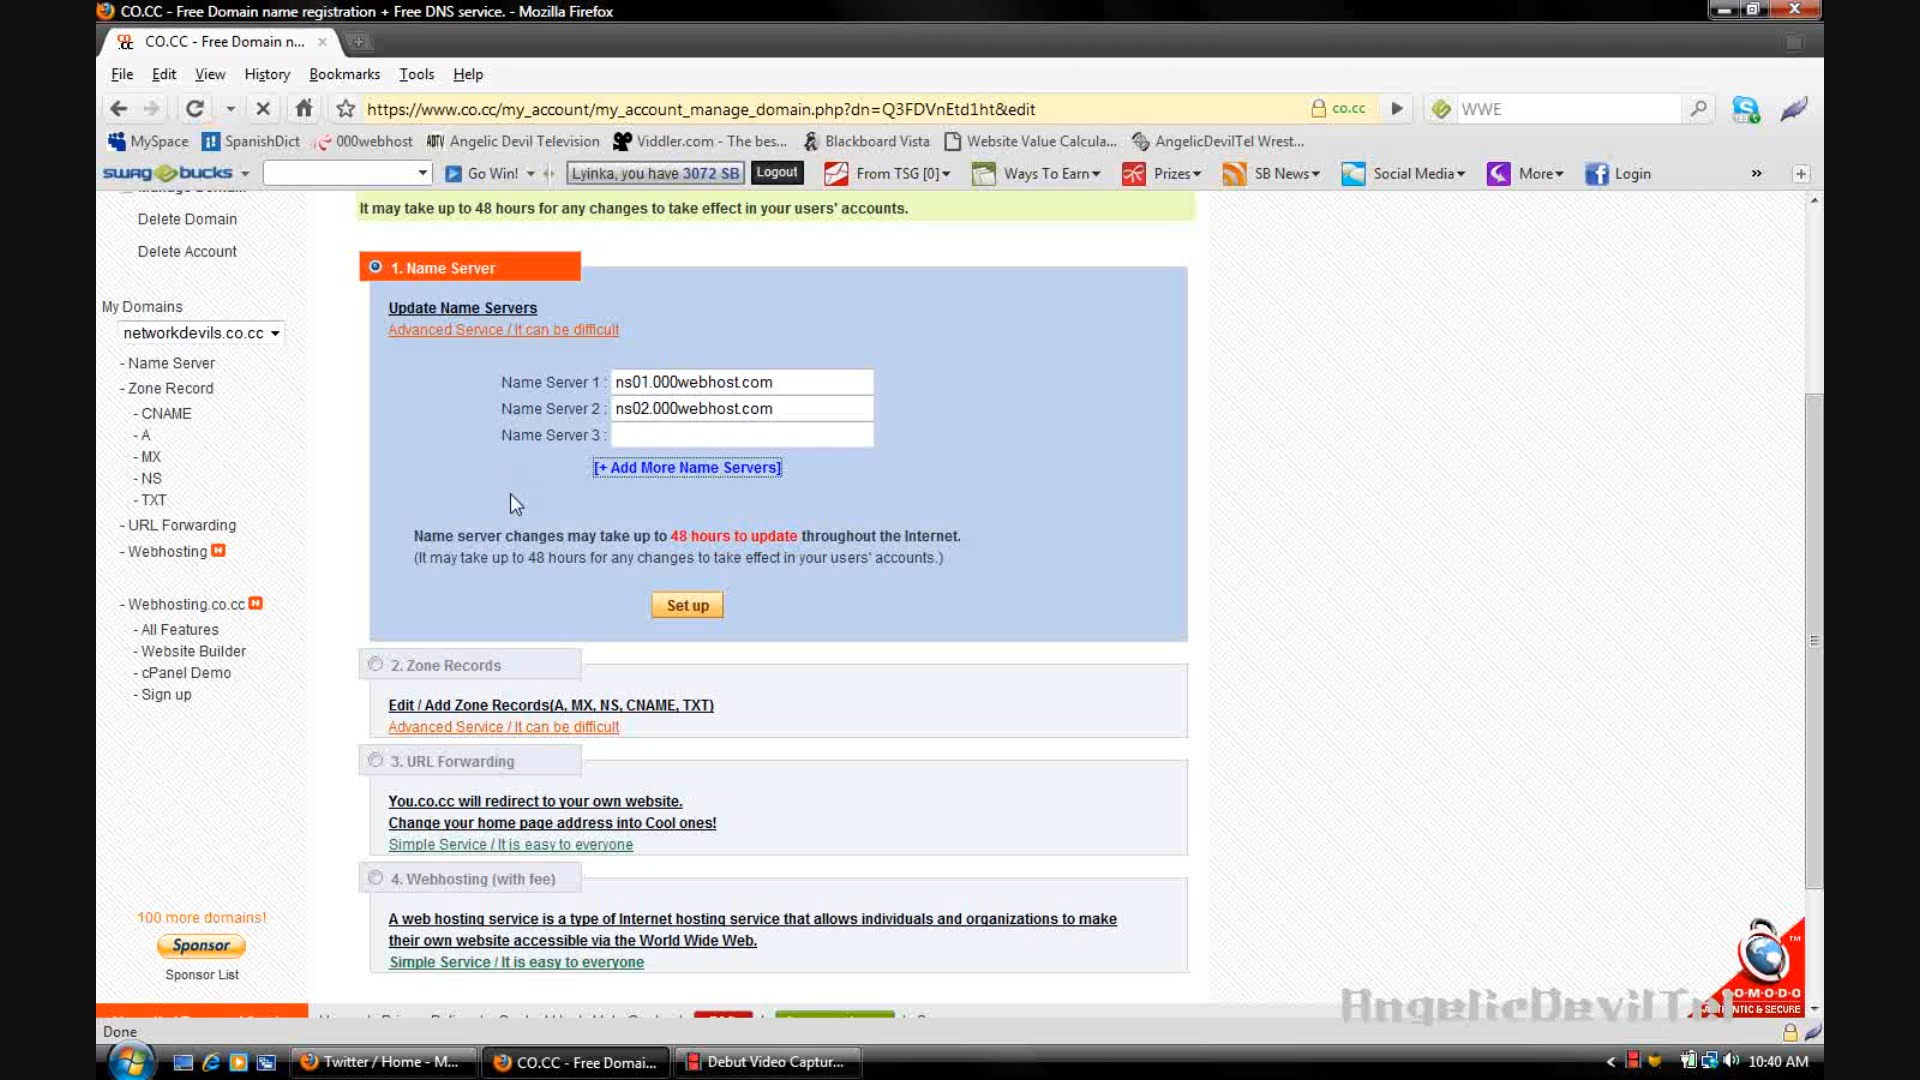 CO.CC - Free Domain name registration + Free DNS service. - Mozilla Firefox
CO.CC - Free Domain n...
File Edit View History Bookmarks Tools Help
https://www.co.cc/my_account/my_account_manage_domain.php?dn=Q3FDVnEtd1ht&edit
co.cc
WWE
MySpace SpanishDict 000webhost Angelic Devil Television Viddler.com - The bes... Blackboard Vista Website Value Calcula... AngelicDevilTel Wrest...
swagbucks Go Win! Lyinka, you have 3072 SB Logout From TSG [0] Ways To Earn Prizes SB News Social Media More Login »
It may take up to 48 hours for any changes to take effect in your users' accounts.
Delete Domain
Delete Account
My Domains
networkdevils.co.cc
- Name Server
- Zone Record
- CNAME
- A
- MX
- NS
- TXT
- URL Forwarding
- Webhosting N
- Webhosting.co.cc N
- All Features
- Website Builder
- cPanel Demo
- Sign up
100 more domains!
Sponsor
Sponsor List
1. Name Server
Update Name Servers
Advanced Service / It can be difficult
Name Server 1 : ns01.000webhost.com
Name Server 2 : ns02.000webhost.com
Name Server 3 :
[+ Add More Name Servers]
Name server changes may take up to 48 hours to update throughout the Internet.
(It may take up to 48 hours for any changes to take effect in your users' accounts.)
Set up
2. Zone Records
Edit / Add Zone Records(A, MX, NS, CNAME, TXT)
Advanced Service / It can be difficult
3. URL Forwarding
You.co.cc will redirect to your own website.
Change your home page address into Cool ones!
Simple Service / It is easy to everyone
4. Webhosting (with fee)
A web hosting service is a type of Internet hosting service that allows individuals and organizations to make
their own website accessible via the World Wide Web.
Simple Service / It is easy to everyone
AngelicDevilTel
Done
Twitter / Home - M...
CO.CC - Free Domai...
Debut Video Captur...
10:40 AM